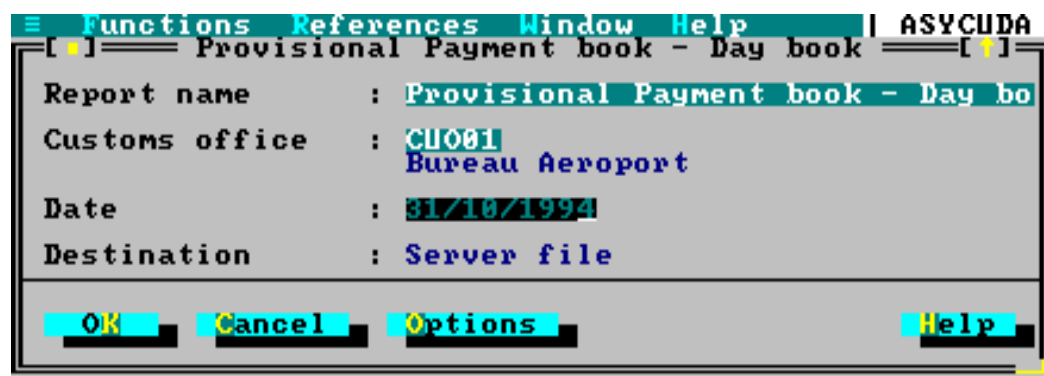 ≡ Functions References Window Help | ASYCUDA
[▪] Provisional Payment book - Day book [↑]
Report name : Provisional Payment book - Day bo
Customs office : CUO01
Bureau Aeroport
Date : 31/10/1994
Destination : Server file
OK Cancel Options Help